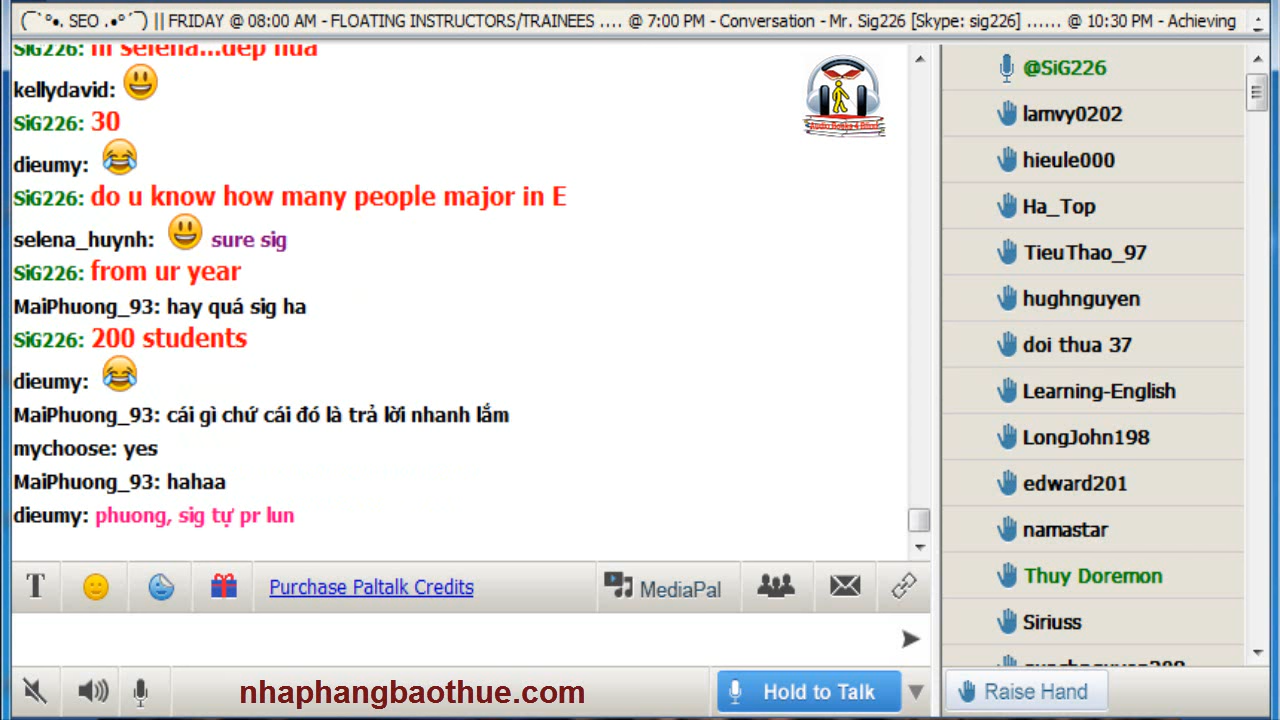 (¯`°•. SEO .•°´¯) || FRIDAY @ 08:00 AM - FLOATING INSTRUCTORS/TRAINEES .... @ 7:00 PM - Conversation - Mr. Sig226 [Skype: sig226] ...... @ 10:30 PM - Achieving
SiG226: hi selena...dep nua
kellydavid:
SiG226: 30
dieumy:
SiG226: do u know how many people major in E
selena_huynh: sure sig
SiG226: from ur year
MaiPhuong_93: hay quá sig ha
SiG226: 200 students
dieumy:
MaiPhuong_93: cái gì chứ cái đó là trả lời nhanh lắm
mychoose: yes
MaiPhuong_93: hahaa
dieumy: phuong, sig tự pr lun
@SiG226
lamvy0202
hieule000
Ha_Top
TieuThao_97
hughnguyen
doi thua 37
Learning-English
LongJohn198
edward201
namastar
Thuy Doremon
Siriuss
T
Purchase Paltalk Credits
MediaPal
nhaphangbaothue.com
Hold to Talk
Raise Hand